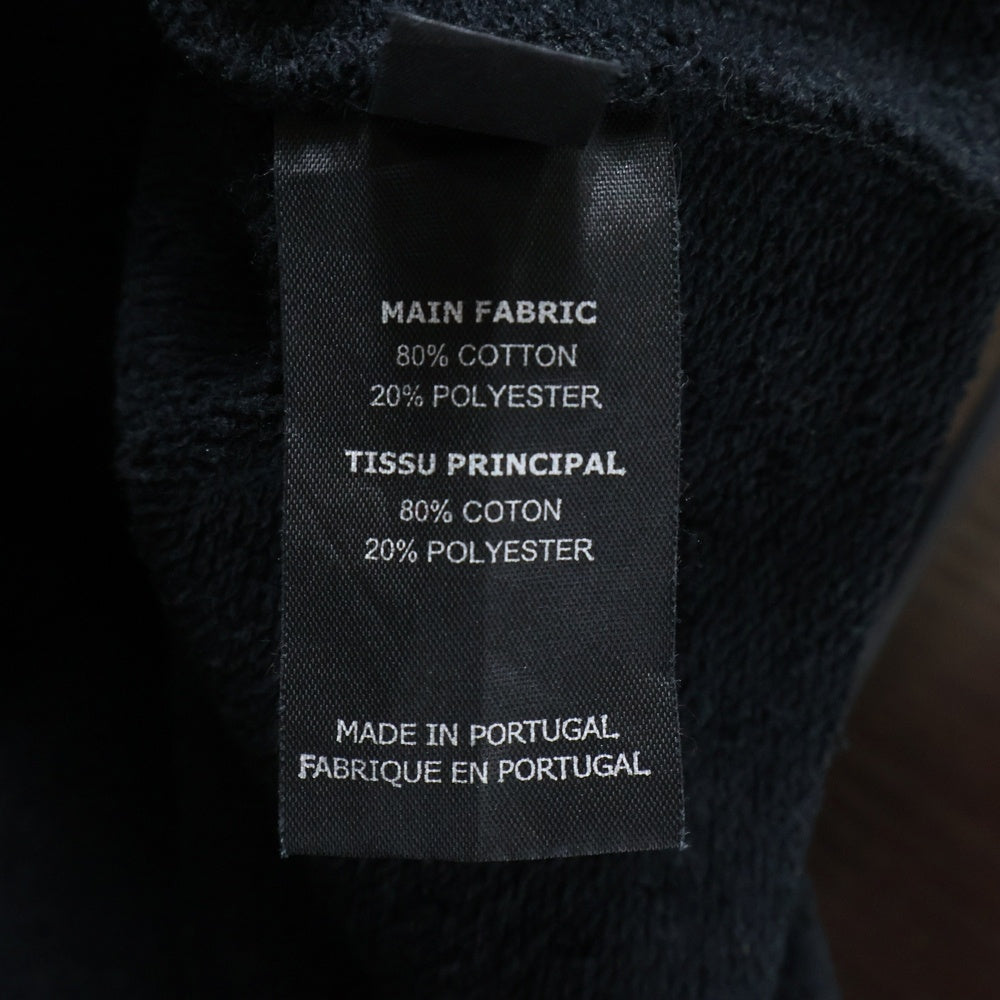 MAIN FABRIC
80% COTTON
20% POLYESTER
TISSU PRINCIPAL
80% COTON
20% POLYESTER
MADE IN PORTUGAL
FABRIQUE EN PORTUGAL